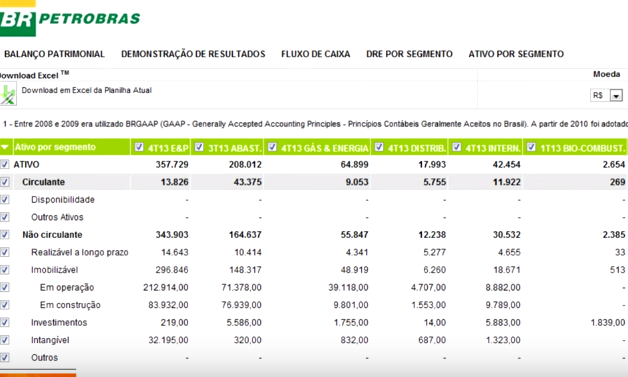 BR PETROBRAS
BALANÇO PATRIMONIAL DEMONSTRAÇÃO DE RESULTADOS FLUXO DE CAIXA DRE POR SEGMENTO ATIVO POR SEGMENTO
Download Excel TM Moeda
Download em Excel da Planilha Atual R$
1 - Entre 2008 e 2009 era utilizado BRGAAP (GAAP - Generally Accepted Accounting Principles - Princípios Contábeis Geralmente Aceitos no Brasil). A partir de 2010 foi adotado
Ativo por segmento 4T13 E&P 3T13 ABAST. 4T13 GÁS & ENERGIA 4T13 DISTRIB. 4T13 INTERN. 1T13 BIO-COMBUST.
ATIVO 357.729 208.012 64.899 17.993 42.454 2.654
Circulante 13.826 43.375 9.053 5.755 11.922 269
Disponibilidade - - - - - -
Outros Ativos - - - - - -
Não circulante 343.903 164.637 55.847 12.238 30.532 2.385
Realizável a longo prazo 14.643 10.414 4.341 5.277 4.655 33
Imobilizável 296.846 148.317 48.919 6.260 18.671 513
Em operação 212.914,00 71.378,00 39.118,00 4.707,00 8.882,00 -
Em construção 83.932,00 76.939,00 9.801,00 1.553,00 9.789,00 -
Investimentos 219,00 5.586,00 1.755,00 14,00 5.883,00 1.839,00
Intangível 32.195,00 320,00 832,00 687,00 1.323,00 -
Outros - - - - - -